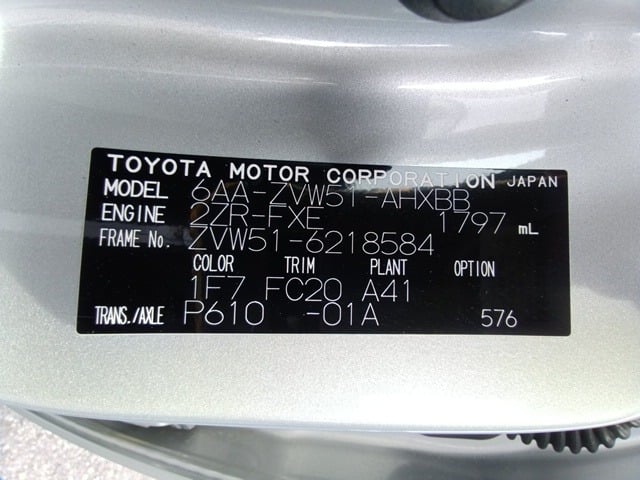 TOYOTA MOTOR CORPORATION JAPAN
MODEL 6AA-ZVW51-AHXBB
ENGINE 2ZR-FXE 1797 mL
FRAME No. ZVW51-6218584
COLOR TRIM PLANT OPTION
1F7 FC20 A41
TRANS./AXLE P610 -01A 576